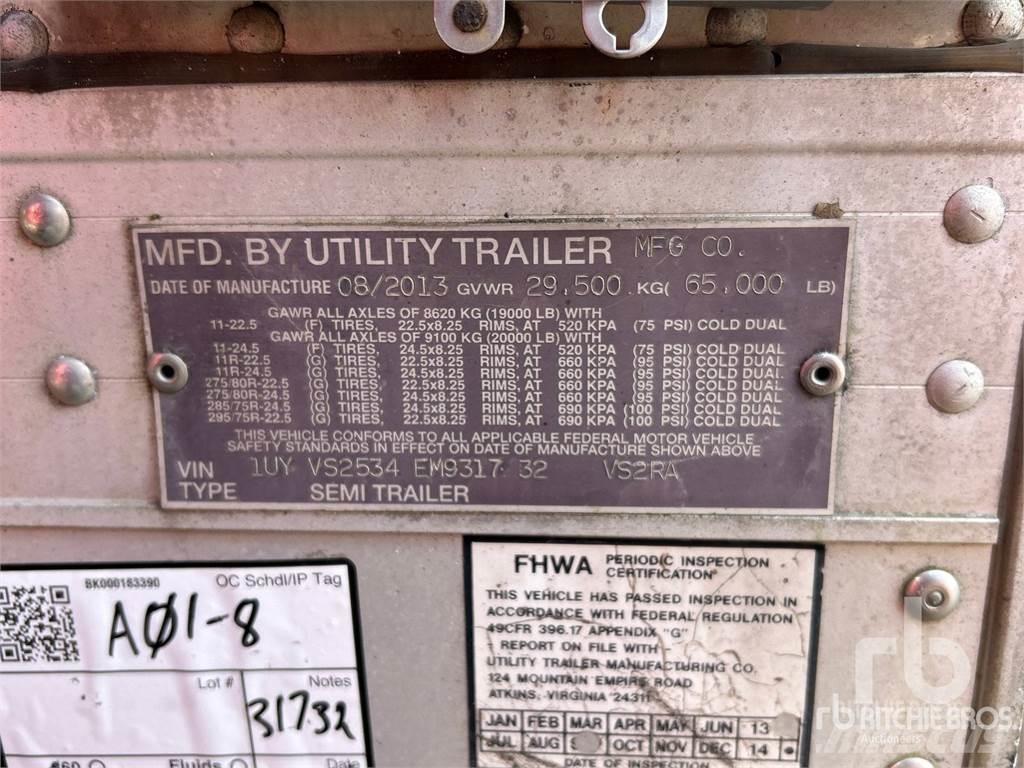 MFD. BY UTILITY TRAILER MFG CO.
DATE OF MANUFACTURE 08/2013 GVWR 29,500 KG( 65,000 LB)
GAWR ALL AXLES OF 8620 KG (19000 LB) WITH
11-22.5 (F) TIRES, 22.5x8.25 RIMS, AT 520 KPA (75 PSI) COLD DUAL
GAWR ALL AXLES OF 9100 KG (20000 LB) WITH
11-24.5 (F) TIRES, 24.5x8.25 RIMS, AT 520 KPA (75 PSI) COLD DUAL
11R-22.5 (G) TIRES, 22.5x8.25 RIMS, AT 660 KPA (95 PSI) COLD DUAL
11R-24.5 (G) TIRES, 24.5x8.25 RIMS, AT 660 KPA (95 PSI) COLD DUAL
275/80R-22.5 (G) TIRES, 22.5x8.25 RIMS, AT 660 KPA (95 PSI) COLD DUAL
275/80R-24.5 (G) TIRES, 24.5x8.25 RIMS, AT 660 KPA (95 PSI) COLD DUAL
285/75R-24.5 (G) TIRES, 24.5x8.25 RIMS, AT 690 KPA (100 PSI) COLD DUAL
295/75R-22.5 (G) TIRES, 22.5x8.25 RIMS, AT 690 KPA (100 PSI) COLD DUAL
THIS VEHICLE CONFORMS TO ALL APPLICABLE FEDERAL MOTOR VEHICLE
SAFETY STANDARDS IN EFFECT ON DATE OF MANUFACTURE SHOWN ABOVE
VIN 1UY VS2534 EM9317 32 VS2RA
TYPE SEMI TRAILER
BK000183390 OC Schdl/IP Tag
AØ1-8
Lot # Notes
31732
Fluids Date
FHWA PERIODIC INSPECTION
CERTIFICATION
THIS VEHICLE HAS PASSED INSPECTION IN
ACCORDANCE WITH FEDERAL REGULATION
49CFR 396.17 APPENDIX "G"
- REPORT ON FILE WITH
UTILITY TRAILER MANUFACTURING CO.
124 MOUNTAIN EMPIRE ROAD
ATKINS, VIRGINIA 24311
JAN FEB MAR APR MAY JUN 13
JUL AUG S OCT NOV DEC 14
DATE OF INSPECTION
rb
rb RITCHIE BROS.
Auctioneers